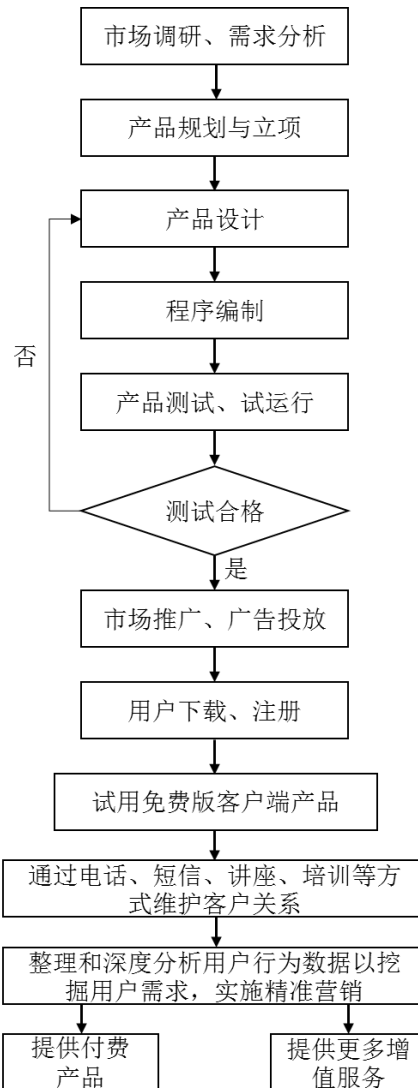 市场调研、需求分析
产品规划与立项
产品设计
程序编制
否
产品测试、试运行
测试合格
是
市场推广、广告投放
用户下载、注册
试用免费版客户端产品
通过电话、短信、讲座、培训等方
式维护客户关系
整理和深度分析用户行为数据以挖
掘用户需求，实施精准营销
提供付费
产品
提供更多增
值服务